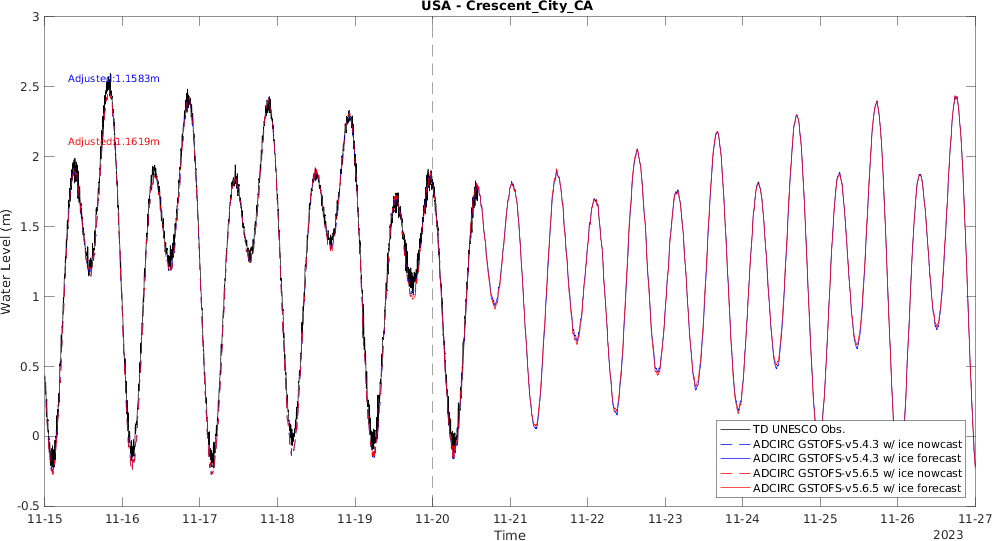 USA - Crescent_City_CA
3
2.5
2
1.5
1
0.5
0
-0.5
Water Level (m)
Adjusted:1.1583m
Adjusted:1.1619m
TD UNESCO Obs.
ADCIRC GSTOFS-v5.4.3 w/ ice nowcast
ADCIRC GSTOFS-v5.4.3 w/ ice forecast
ADCIRC GSTOFS-v5.6.5 w/ ice nowcast
ADCIRC GSTOFS-v5.6.5 w/ ice forecast
11-15 11-16 11-17 11-18 11-19 11-20 11-21 11-22 11-23 11-24 11-25 11-26 11-27
Time
2023